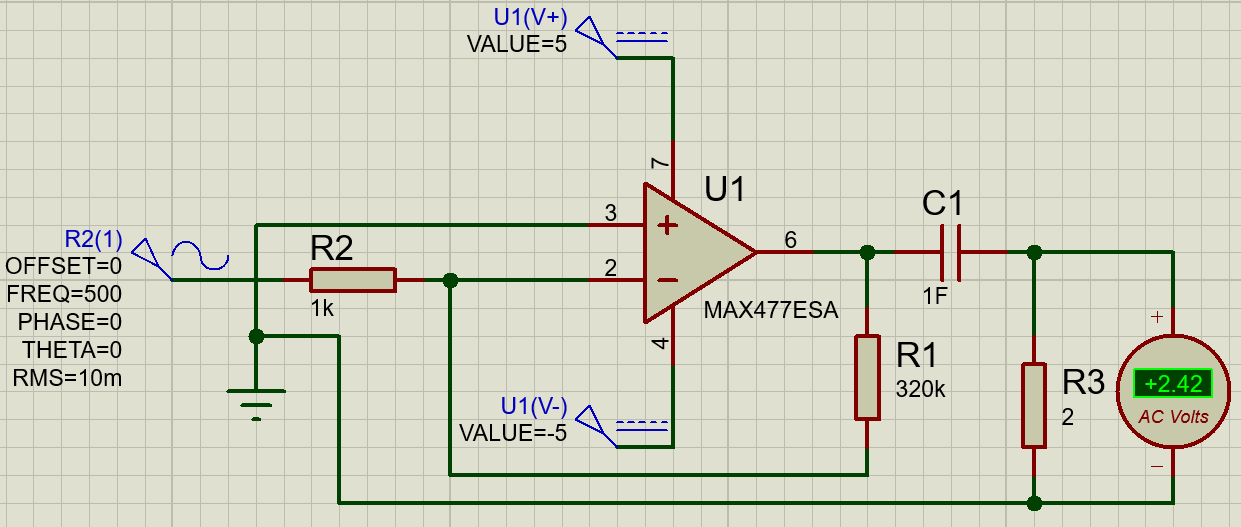 U1(V+)
VALUE=5
7
U1
3
+
6
C1
R2(1)
OFFSET=0
FREQ=500
PHASE=0
THETA=0
RMS=10m
R2
1k
2
−
1F
MAX477ESA
4
R1
320k
+
R3
2
+2.42
AC Volts
−
U1(V-)
VALUE=-5